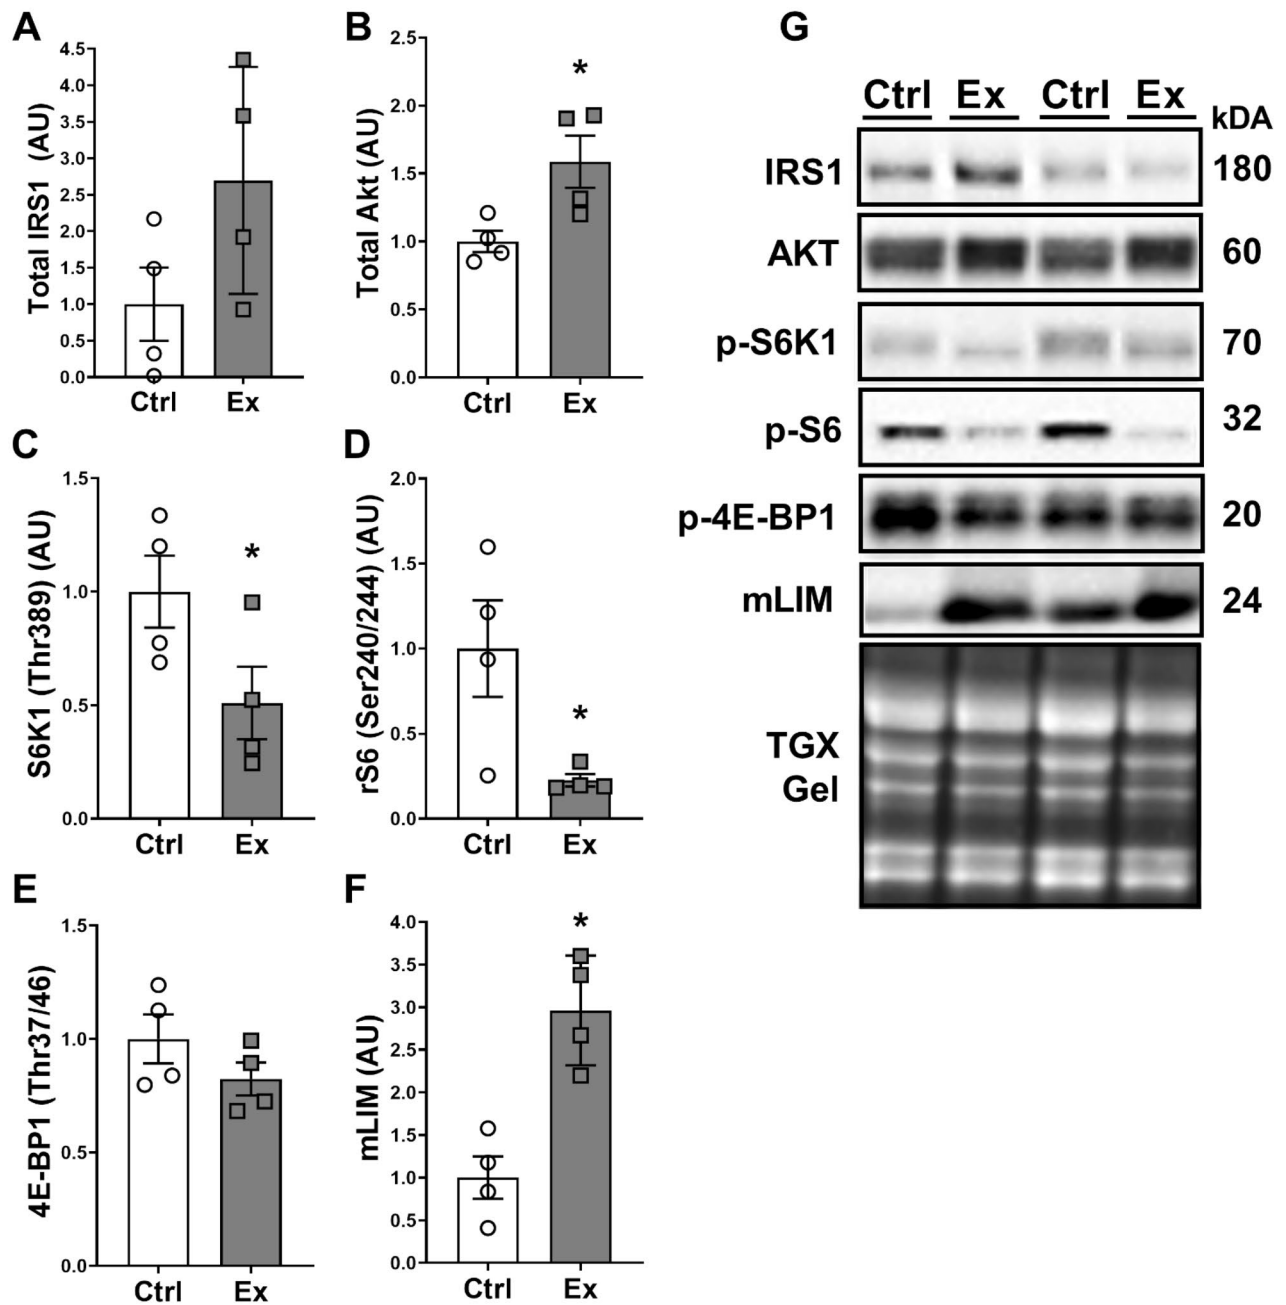 A
Total IRS1 (AU)
4.5
4.0
3.5
3.0
2.5
2.0
1.5
1.0
0.5
0.0
Ctrl Ex
B
Total Akt (AU)
2.5
2.0
1.5
1.0
0.5
0.0
*
Ctrl Ex
C
S6K1 (Thr389) (AU)
1.5
1.0
0.5
0.0
*
Ctrl Ex
D
rS6 (Ser240/244) (AU)
2.0
1.5
1.0
0.5
0.0
*
Ctrl Ex
E
4E-BP1 (Thr37/46)
1.5
1.0
0.5
0.0
Ctrl Ex
F
mLIM (AU)
4.0
3.5
3.0
2.5
2.0
1.5
1.0
0.5
0.0
*
Ctrl Ex
G
Ctrl Ex Ctrl Ex
kDA
IRS1 180
AKT 60
p-S6K1 70
p-S6 32
p-4E-BP1 20
mLIM 24
TGX
Gel